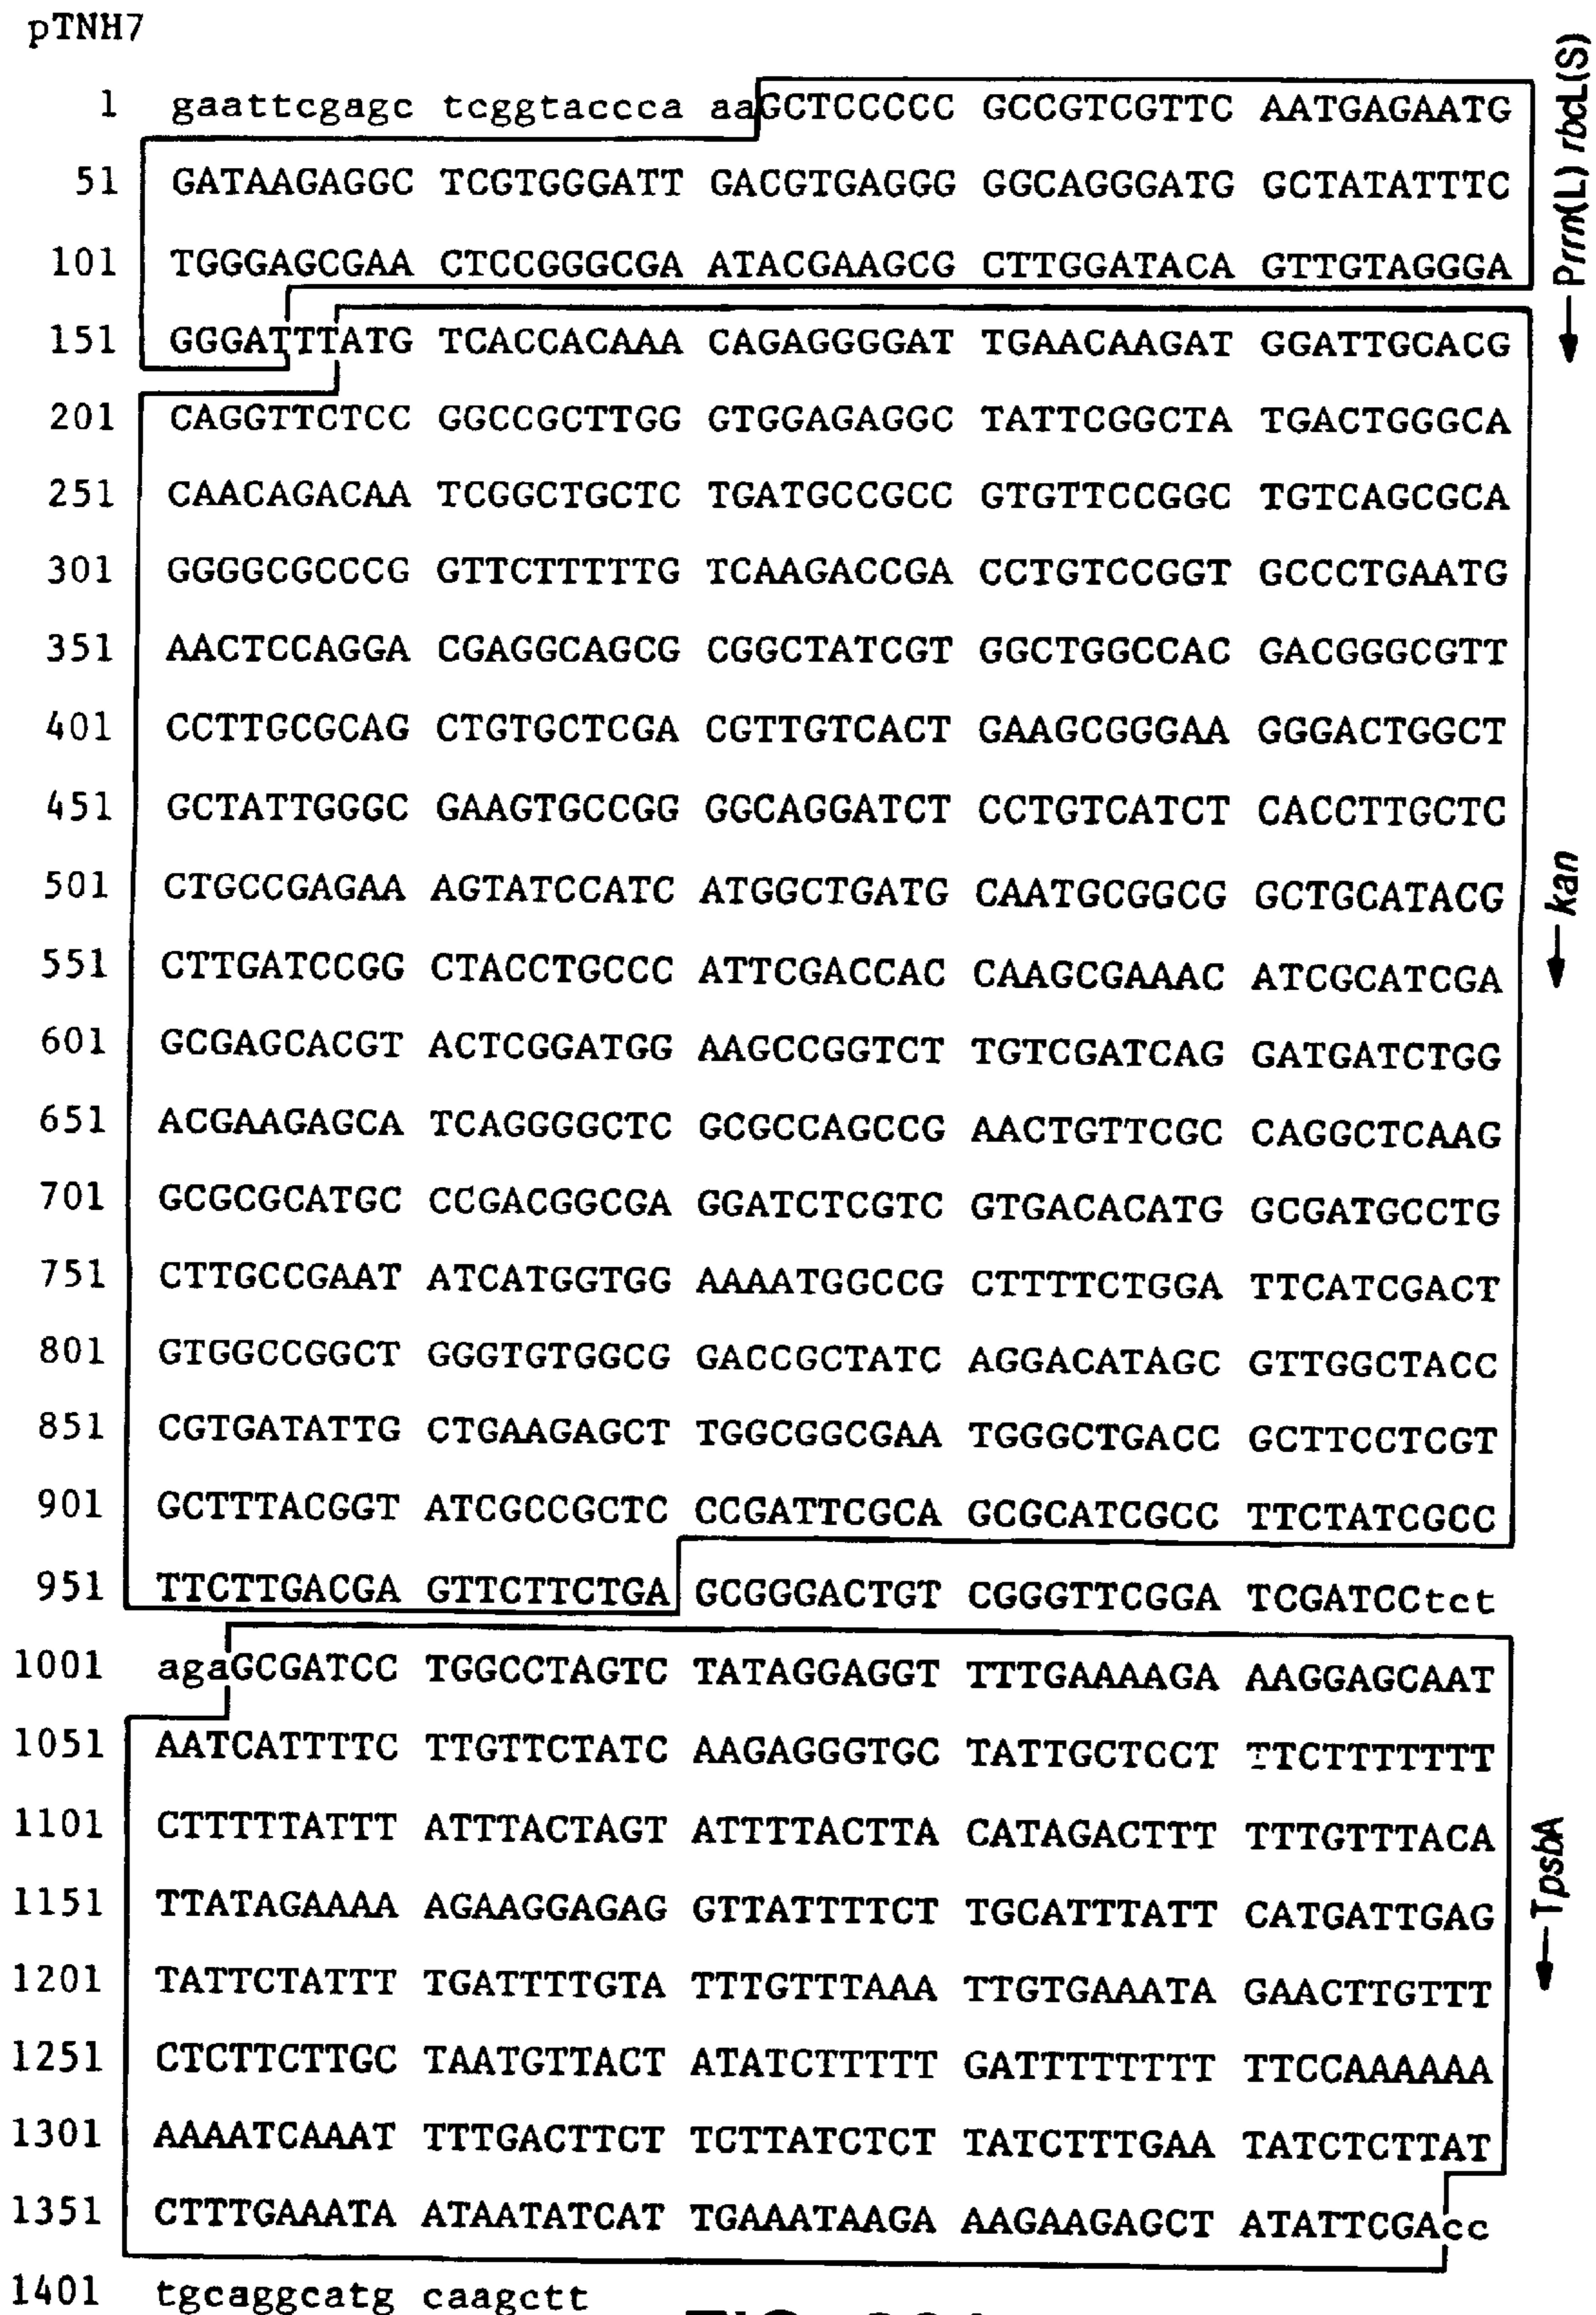 pTNH7
1 gaattcgagc tcggtaccca aaGCTCCCCC GCCGTCGTTC AATGAGAATG
51 GATAAGAGGC TCGTGGGATT GACGTGAGGG GGCAGGGATG GCTATATTTC
101 TGGGAGCGAA CTCCGGGCGA ATACGAAGCG CTTGGATACA GTTGTAGGGA
151 GGGATTTATG TCACCACAAA CAGAGGGGAT TGAACAAGAT GGATTGCACG
201 CAGGTTCTCC GGCCGCTTGG GTGGAGAGGC TATTCGGCTA TGACTGGGCA
251 CAACAGACAA TCGGCTGCTC TGATGCCGCC GTGTTCCGGC TGTCAGCGCA
301 GGGGCGCCCG GTTCTTTTTG TCAAGACCGA CCTGTCCGGT GCCCTGAATG
351 AACTCCAGGA CGAGGCAGCG CGGCTATCGT GGCTGGCCAC GACGGGCGTT
401 CCTTGCGCAG CTGTGCTCGA CGTTGTCACT GAAGCGGGAA GGGACTGGCT
451 GCTATTGGGC GAAGTGCCGG GGCAGGATCT CCTGTCATCT CACCTTGCTC
501 CTGCCGAGAA AGTATCCATC ATGGCTGATG CAATGCGGCG GCTGCATACG
551 CTTGATCCGG CTACCTGCCC ATTCGACCAC CAAGCGAAAC ATCGCATCGA
601 GCGAGCACGT ACTCGGATGG AAGCCGGTCT TGTCGATCAG GATGATCTGG
651 ACGAAGAGCA TCAGGGGCTC GCGCCAGCCG AACTGTTCGC CAGGCTCAAG
701 GCGCGCATGC CCGACGGCGA GGATCTCGTC GTGACACATG GCGATGCCTG
751 CTTGCCGAAT ATCATGGTGG AAAATGGCCG CTTTTCTGGA TTCATCGACT
801 GTGGCCGGCT GGGTGTGGCG GACCGCTATC AGGACATAGC GTTGGCTACC
851 CGTGATATTG CTGAAGAGCT TGGCGGCGAA TGGGCTGACC GCTTCCTCGT
901 GCTTTACGGT ATCGCCGCTC CCGATTCGCA GCGCATCGCC TTCTATCGCC
951 TTCTTGACGA GTTCTTCTGA GCGGGACTGT CGGGTTCGGA TCGATCCtct
1001 agaGCGATCC TGGCCTAGTC TATAGGAGGT TTTGAAAAGA AAGGAGCAAT
1051 AATCATTTTC TTGTTCTATC AAGAGGGTGC TATTGCTCCT TTCTTTTTTT
1101 CTTTTTATTT ATTTACTAGT ATTTTACTTA CATAGACTTT TTTGTTTACA
1151 TTATAGAAAA AGAAGGAGAG GTTATTTTCT TGCATTTATT CATGATTGAG
1201 TATTCTATTT TGATTTTGTA TTTGTTTAAA TTGTGAAATA GAACTTGTTT
1251 CTCTTCTTGC TAATGTTACT ATATCTTTTT GATTTTTTTT TTCCAAAAAA
1301 AAAATCAAAT TTTGACTTCT TCTTATCTCT TATCTTTGAA TATCTCTTAT
1351 CTTTGAAATA ATAATATCAT TGAAATAAGA AAGAAGAGCT ATATTCGAcc
1401 tgcaggcatg caagctt
Prrn(L) rbcL(S)
kan
TpsbA